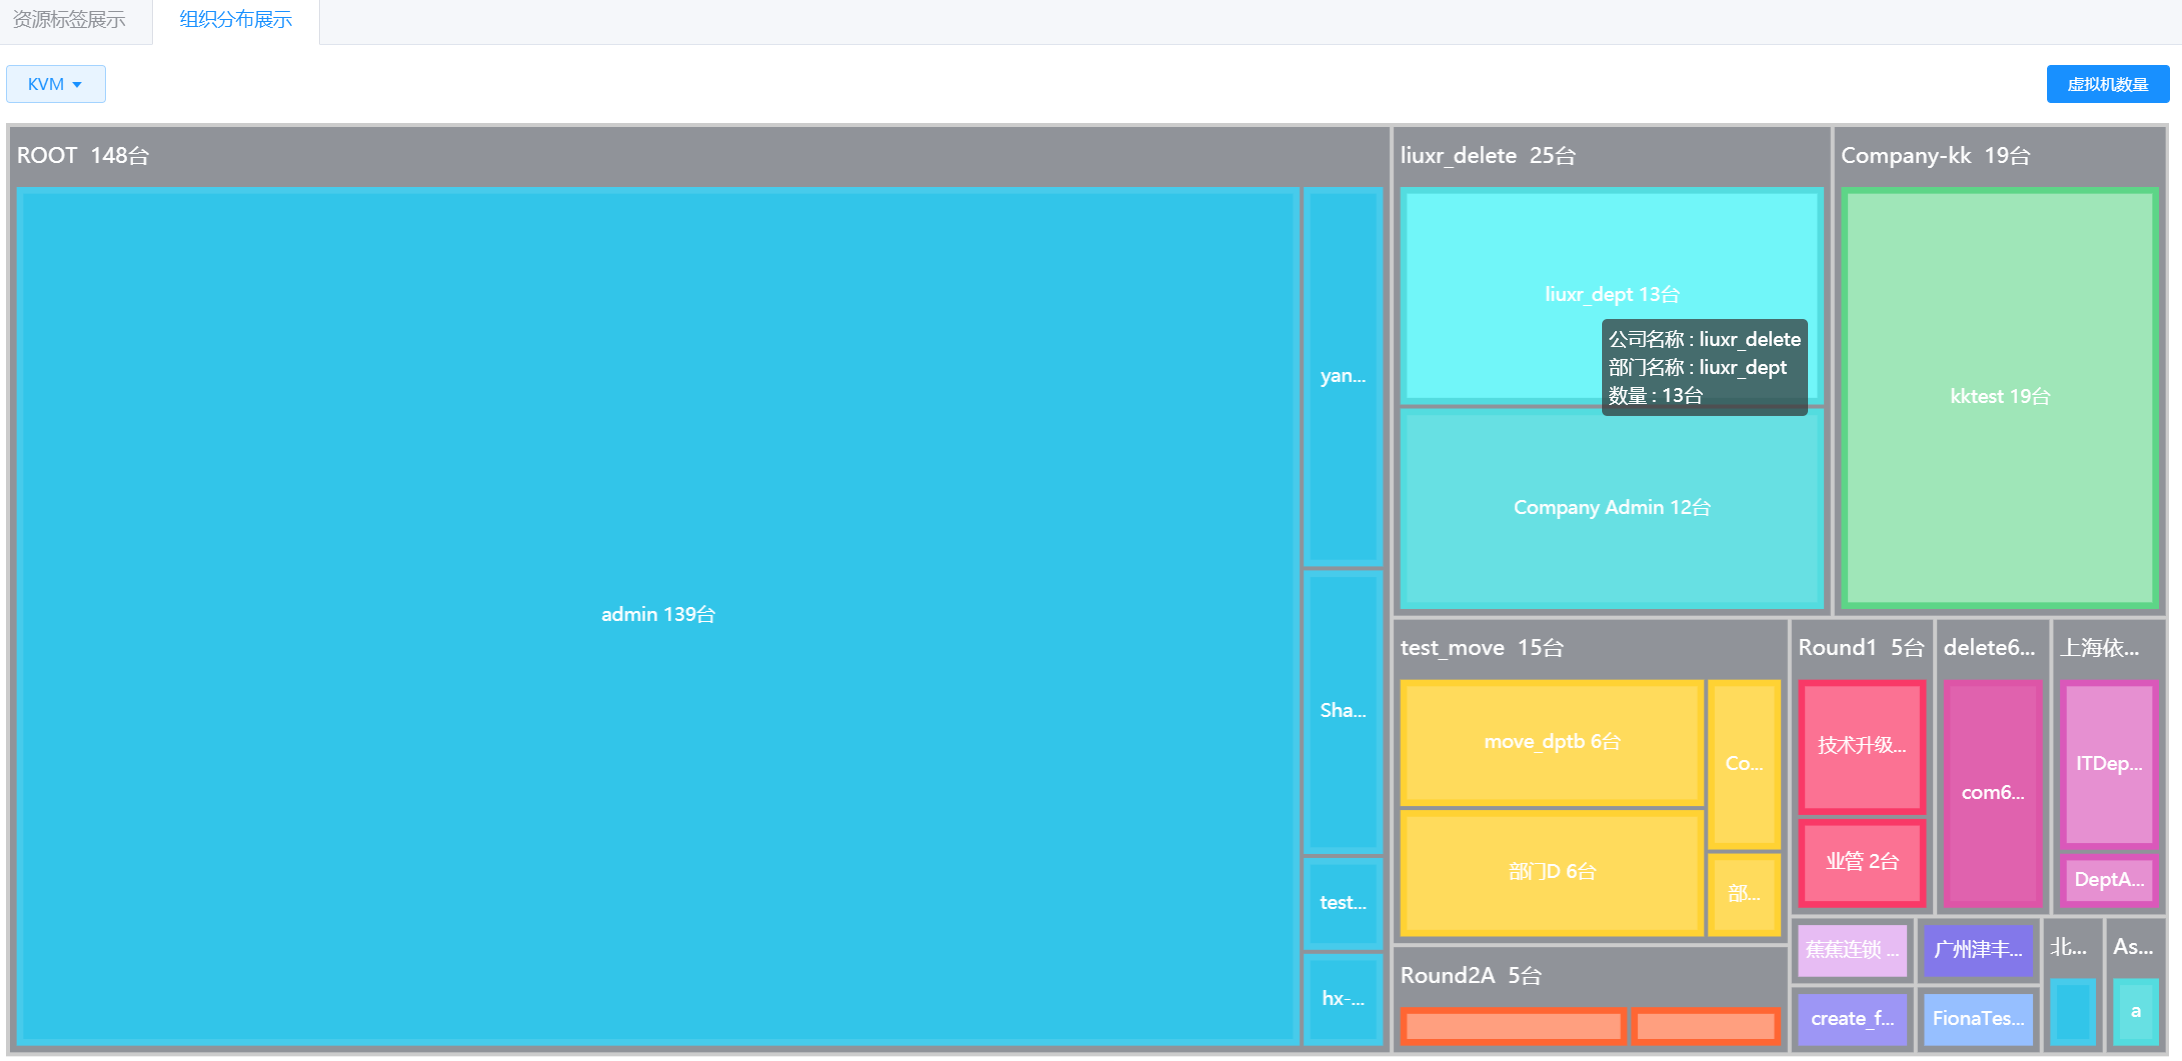 资源标签展示
组织分布展示
KVM
虚拟机数量
ROOT 148台
admin 139台
yan...
Sha...
test...
hx-...
liuxr_delete 25台
liuxr_dept 13台
公司名称 : liuxr_delete
部门名称 : liuxr_dept
数量 : 13台
Company Admin 12台
Company-kk 19台
kktest 19台
test_move 15台
move_dptb 6台
部门D 6台
Co...
部...
Round2A 5台
Round1 5台
技术升级...
业管 2台
delete6...
com6...
上海依...
ITDep...
DeptA...
蕉蕉连锁 ...
广州津丰...
create_f...
FionaTes...
北...
As...
a